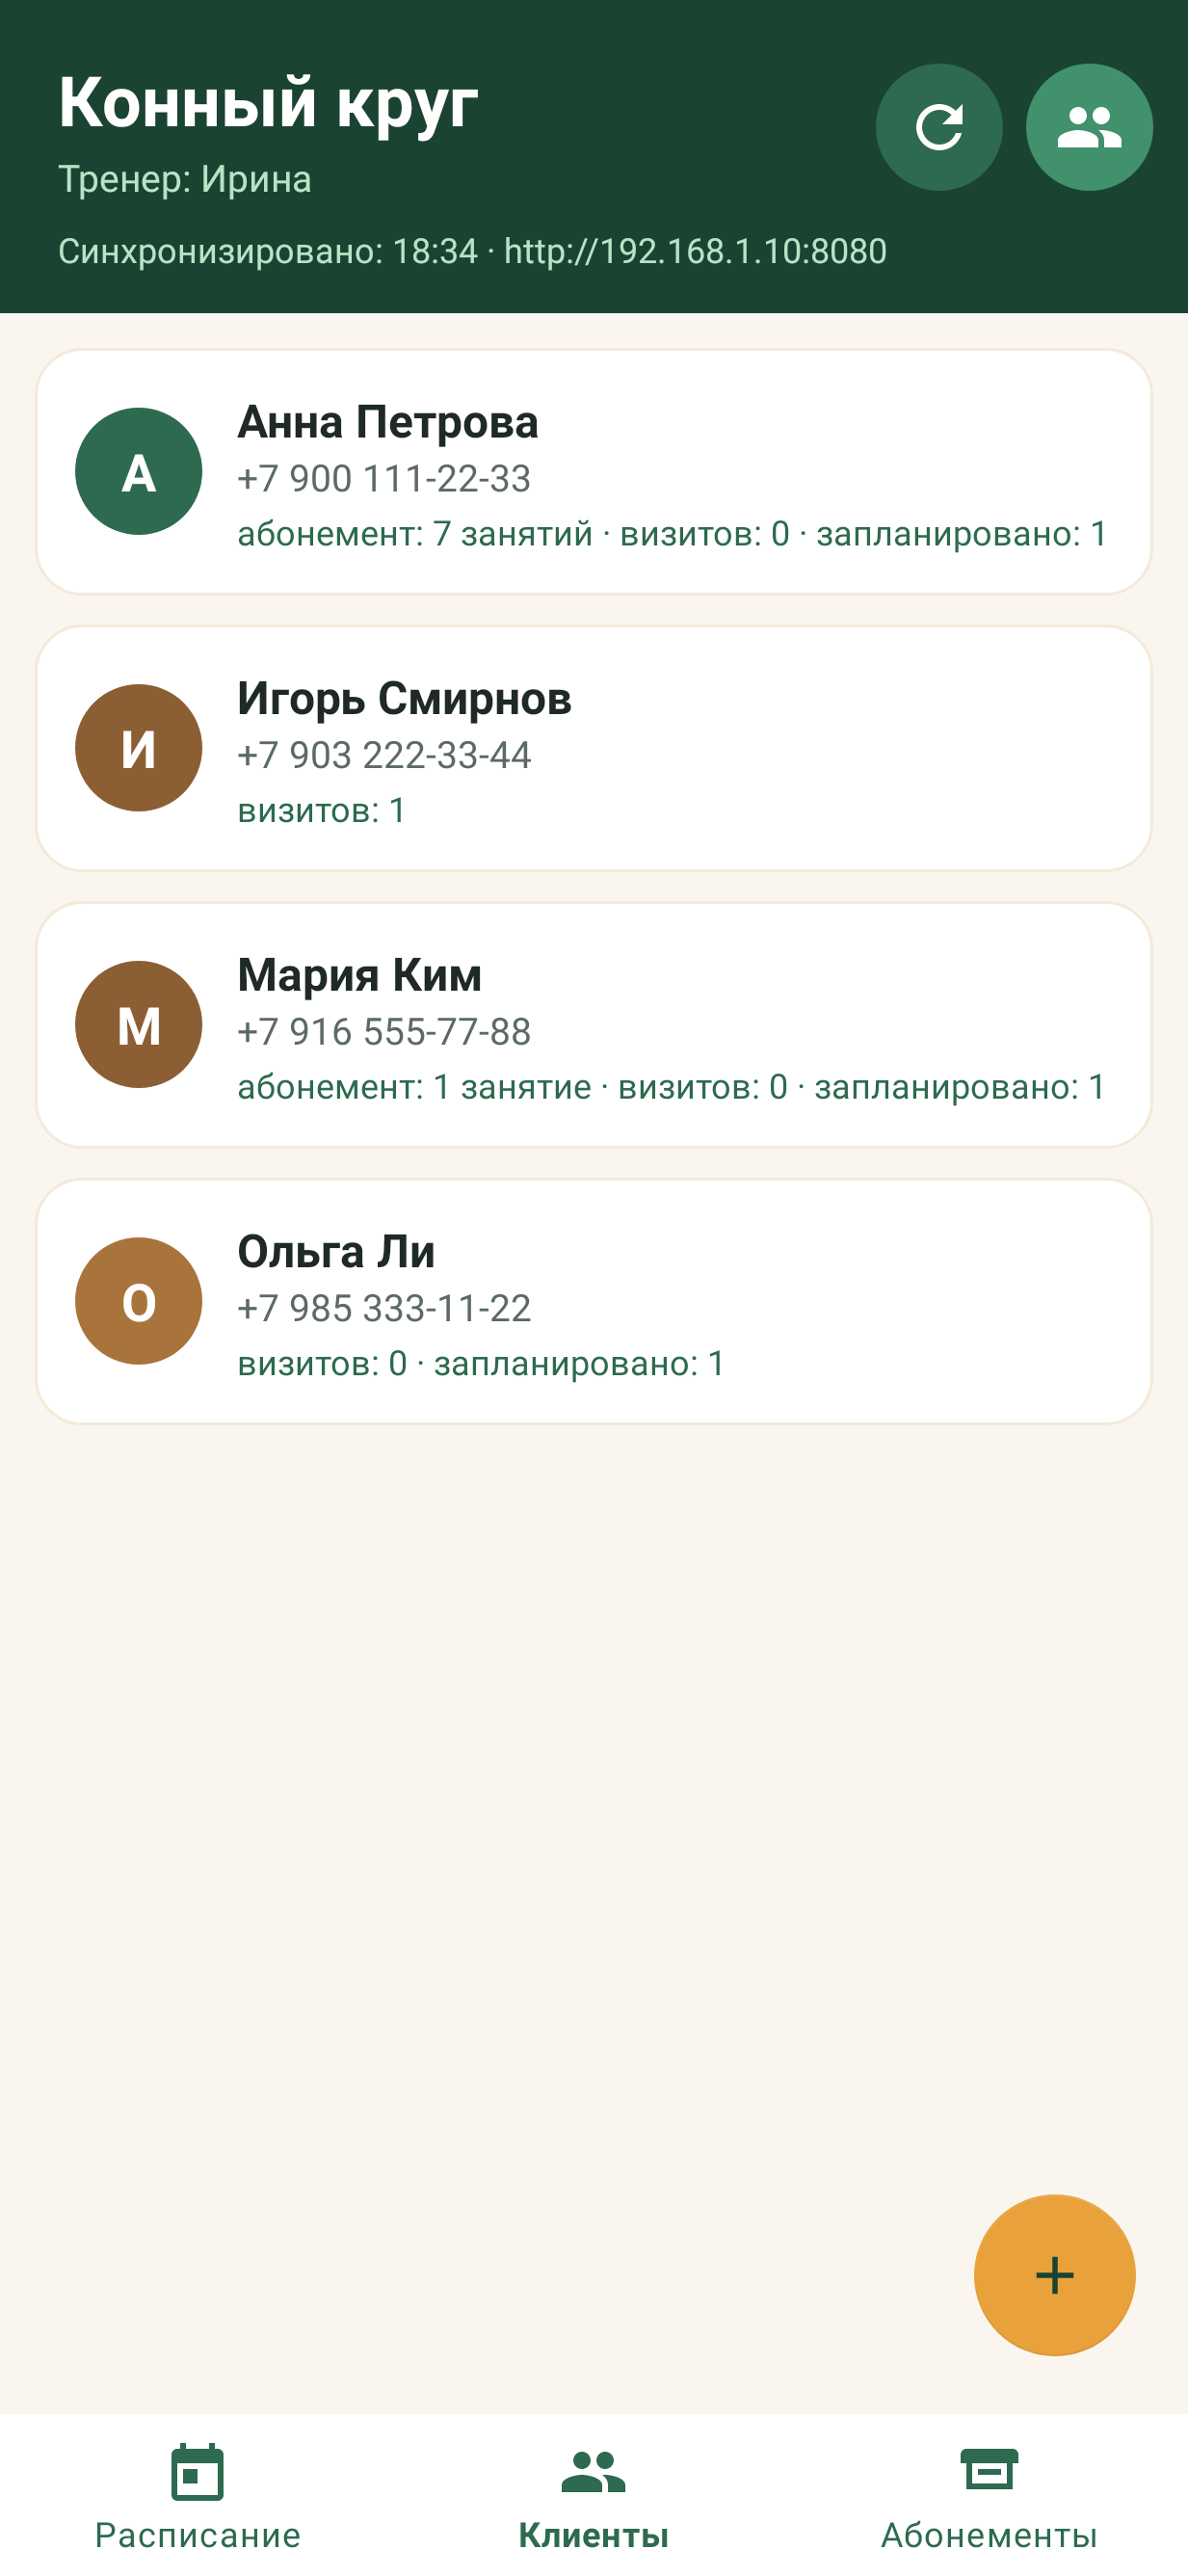 Конный круг
Тренер: Ирина
Синхронизировано: 18:34 · http://192.168.1.10:8080
А
Анна Петрова
+7 900 111-22-33
абонемент: 7 занятий · визитов: 0 · запланировано: 1
И
Игорь Смирнов
+7 903 222-33-44
визитов: 1
М
Мария Ким
+7 916 555-77-88
абонемент: 1 занятие · визитов: 0 · запланировано: 1
О
Ольга Ли
+7 985 333-11-22
визитов: 0 · запланировано: 1
+
Расписание
Клиенты
Абонементы